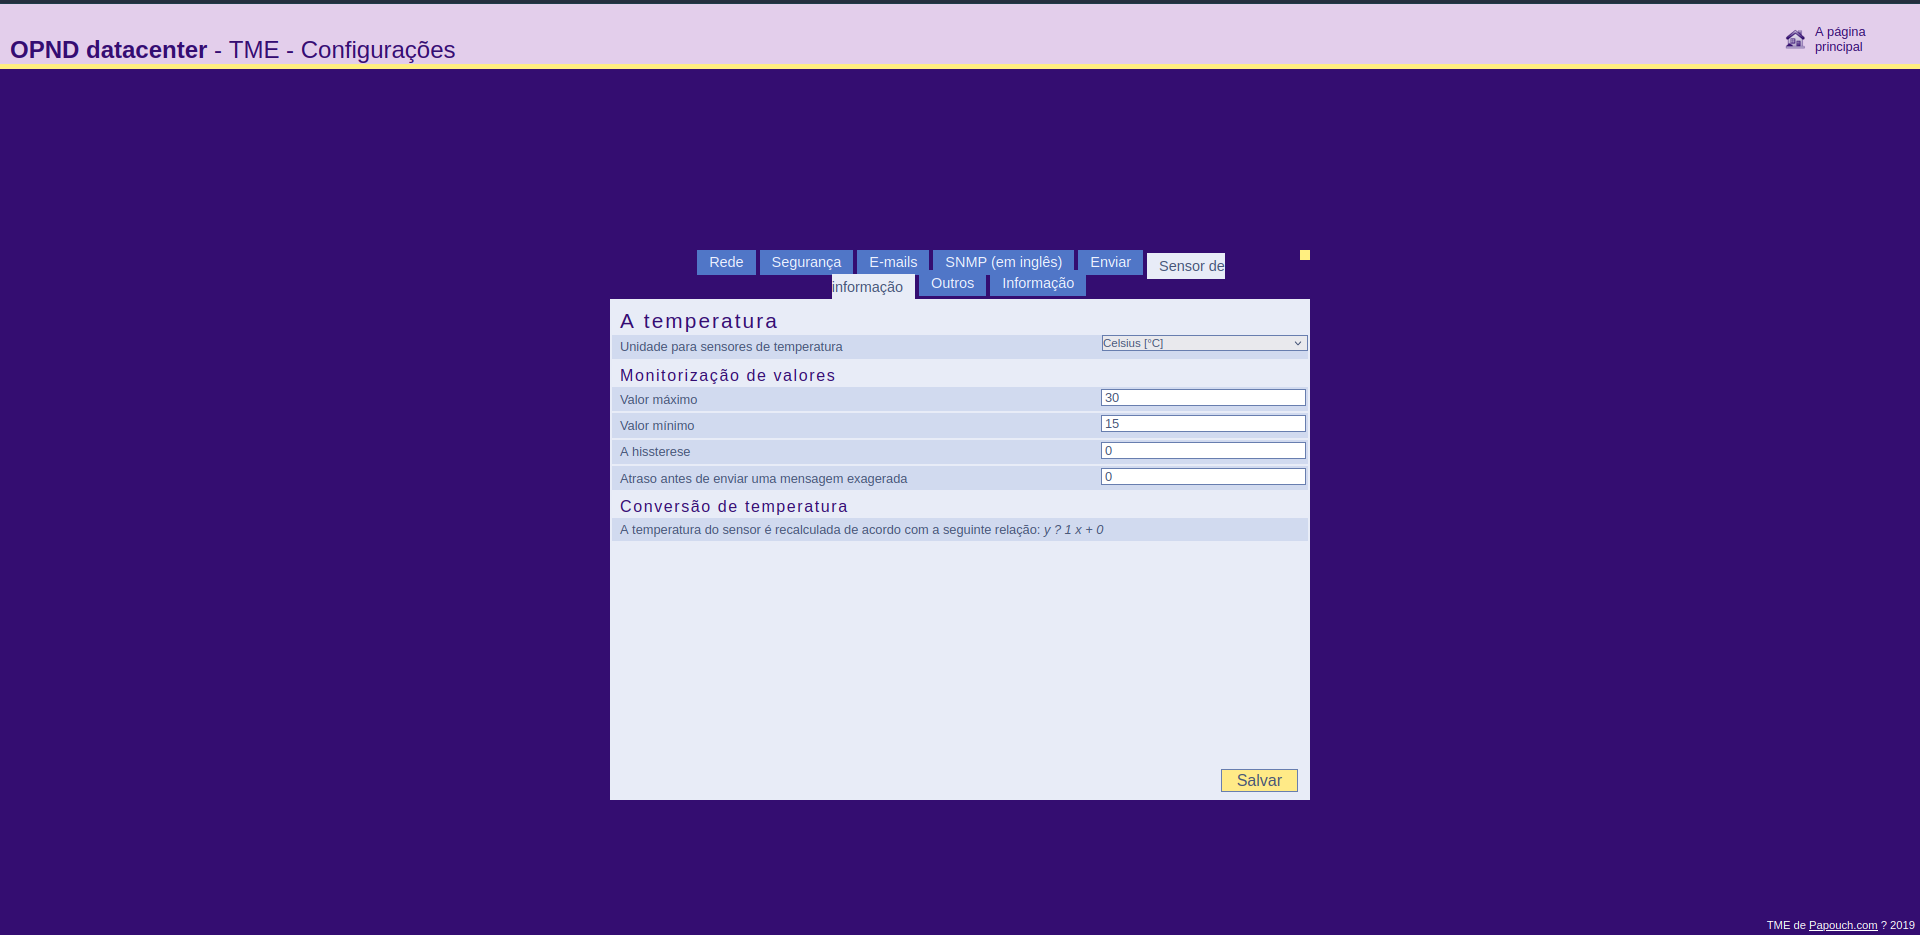 OPND datacenter - TME - Configurações
A página
principal
Rede Segurança E-mails SNMP (em inglês) Enviar Sensor de
informação Outros Informação
A temperatura
Unidade para sensores de temperatura Celsius [°C]
Monitorização de valores
Valor máximo 30
Valor mínimo 15
A hissterese 0
Atraso antes de enviar uma mensagem exagerada 0
Conversão de temperatura
A temperatura do sensor é recalculada de acordo com a seguinte relação: y ? 1 x + 0
Salvar
TME de Papouch.com ? 2019